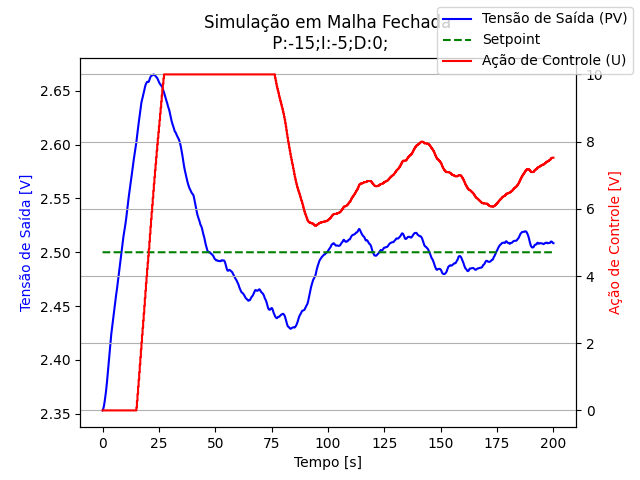 Simulação em Malha Fechada
P:-15;I:-5;D:0;
Tensão de Saída (PV)
Setpoint
Ação de Controle (U)
Tensão de Saída [V]
2.65
2.60
2.55
2.50
2.45
2.40
2.35
10
8
6
4
2
0
Ação de Controle [V]
0 25 50 75 100 125 150 175 200
Tempo [s]